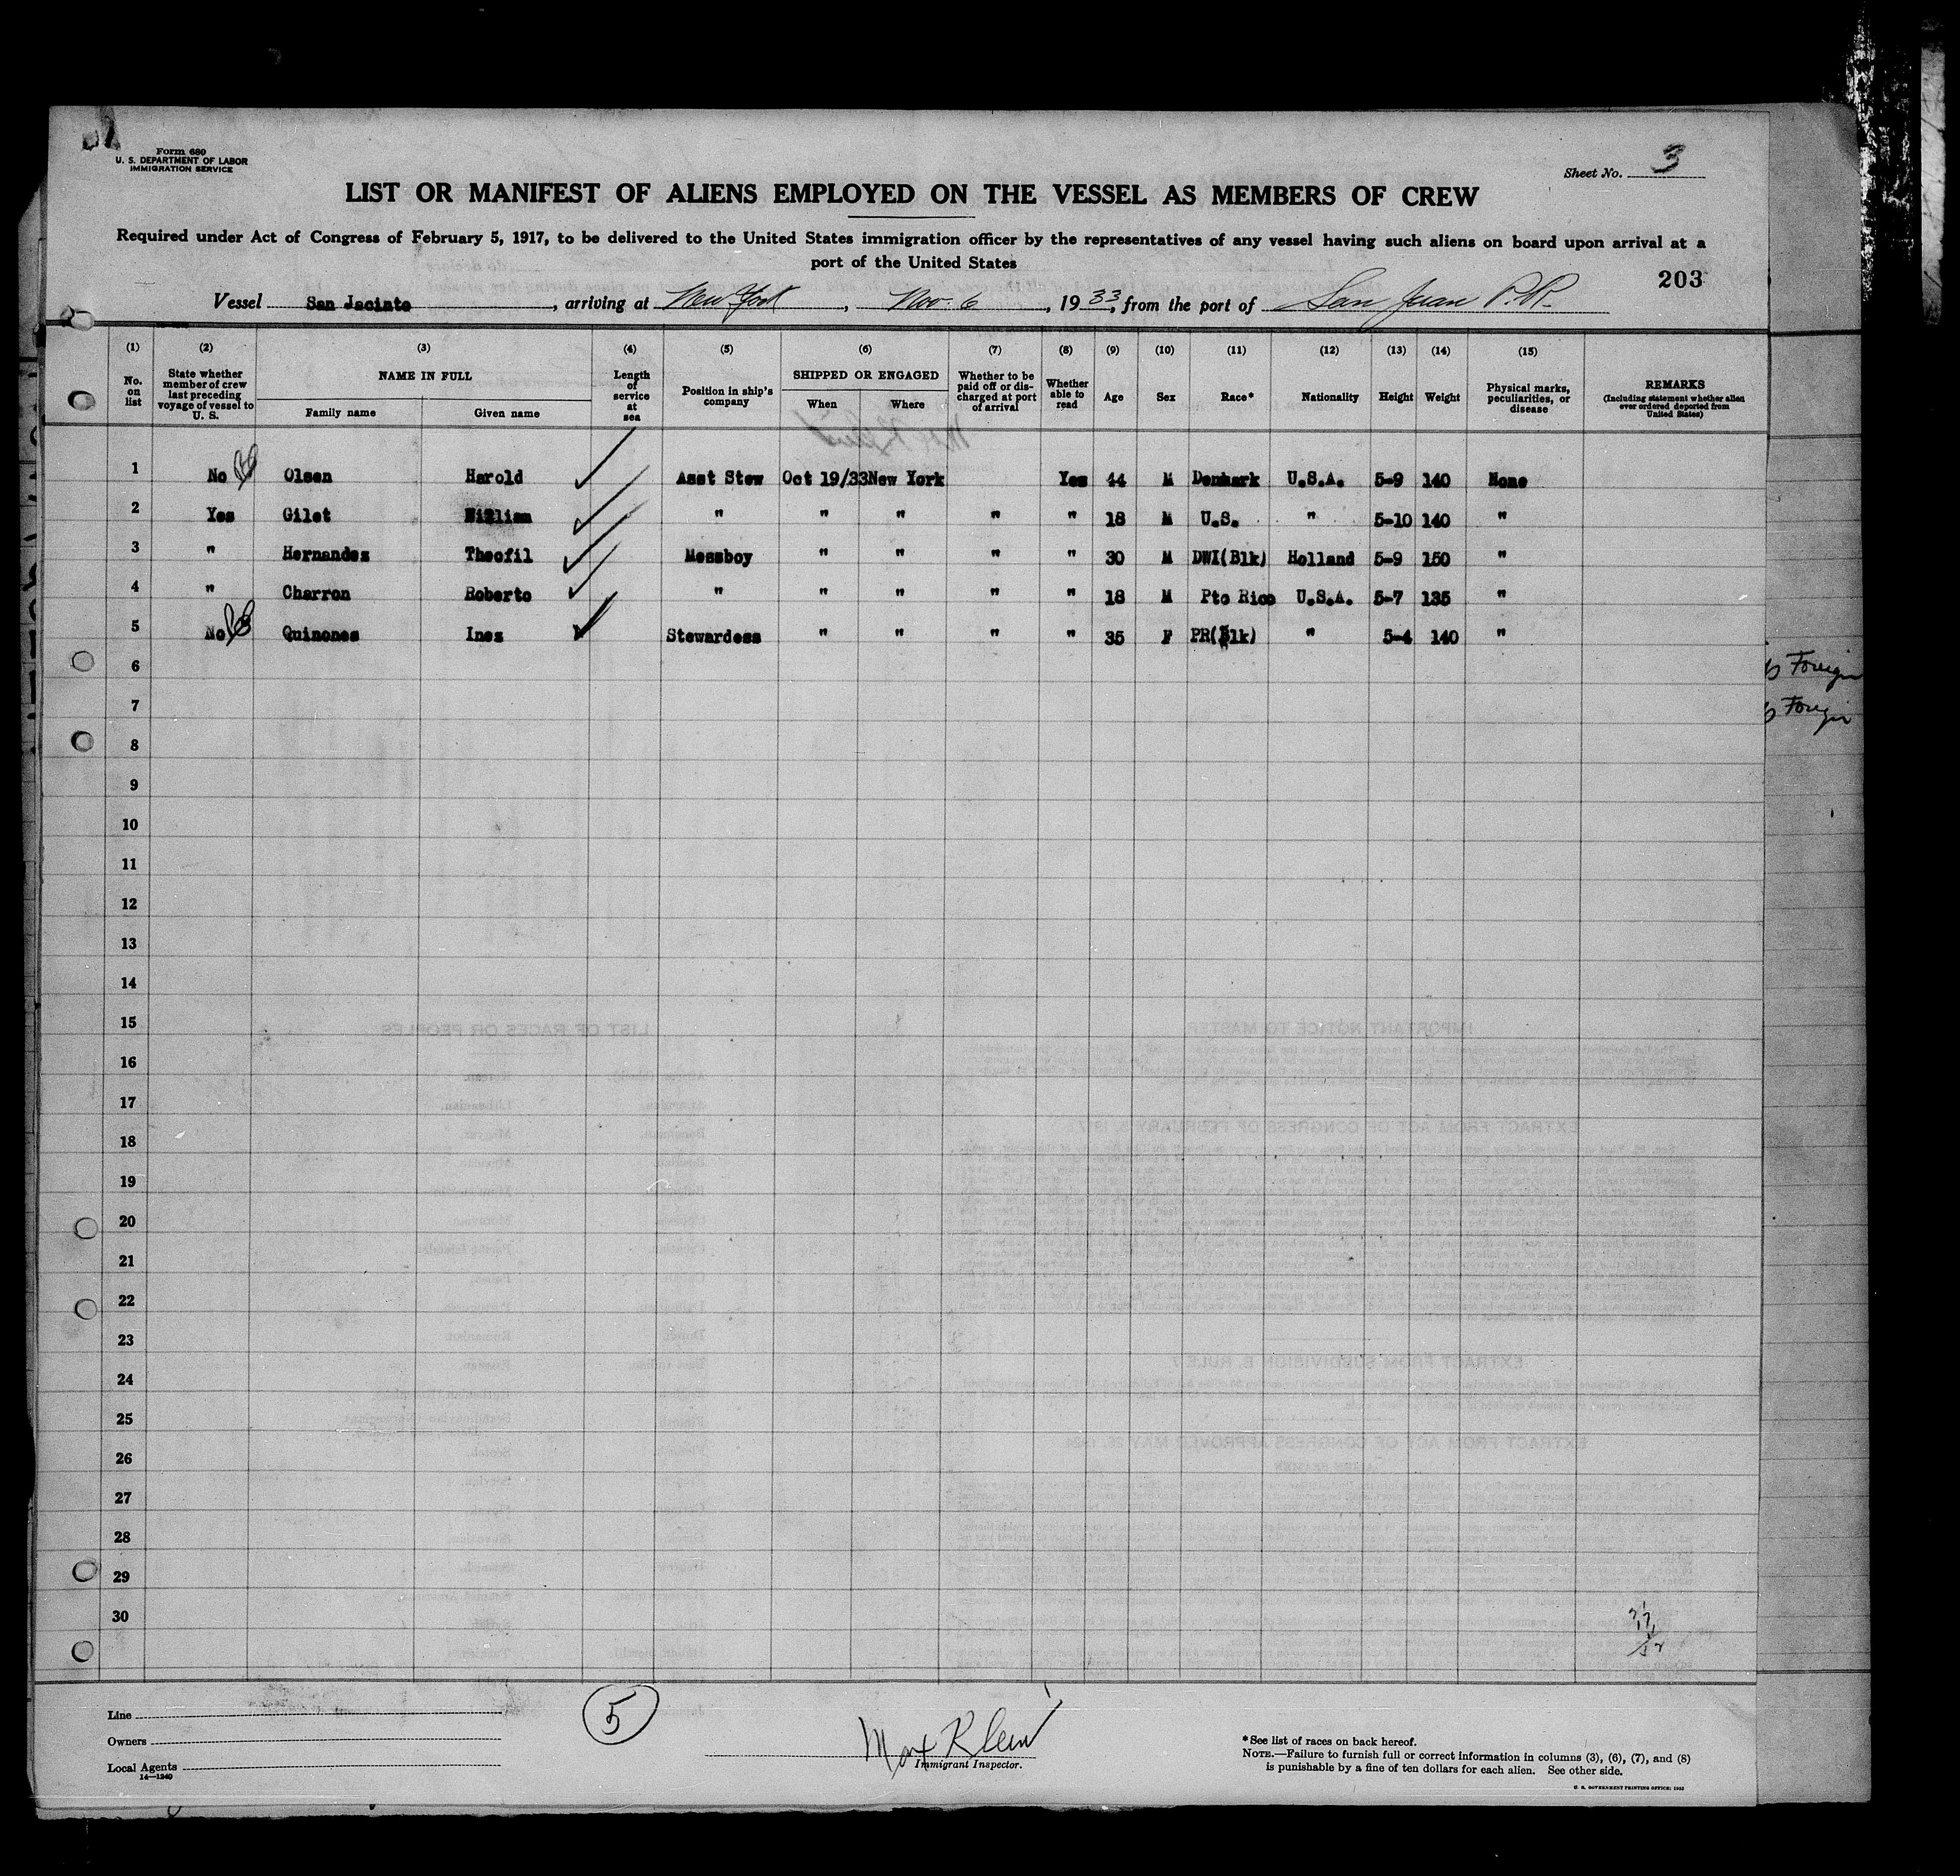 Form 680
U. S. DEPARTMENT OF LABOR
IMMIGRATION SERVICE
Sheet No. 3
LIST OR MANIFEST OF ALIENS EMPLOYED ON THE VESSEL AS MEMBERS OF CREW
Required under Act of Congress of February 5, 1917, to be delivered to the United States immigration officer by the representatives of any vessel having such aliens on board upon arrival at a
port of the United States
203
Vessel San Jacinto, arriving at New York, Nov. 6, 1933, from the port of San Juan P.R.
(1) (2) (3) (4) (5) (6) (7) (8) (9) (10) (11) (12) (13) (14) (15)
No. on list
State whether member of crew last preceding voyage of vessel to U. S.
NAME IN FULL
Family name Given name
Length of service at sea
Position in ship's company
SHIPPED OR ENGAGED
When Where
Whether to be paid off or discharged at port of arrival
Whether able to read
Age
Sex
Race*
Nationality
Height
Weight
Physical marks, peculiarities, or disease
REMARKS
(Including statement whether alien ever ordered deported from United States)
1 No Olsen Harold Asst Stew Oct 19/33 New York Yes 44 M Denmark U.S.A. 5-9 140 None
2 Yes Gilet William " " " " " 18 M U.S. " 5-10 140 "
3 " Hernandez Theofil Messboy " " " " 30 M DWI(Blk) Holland 5-9 150 "
4 " Charron Roberto " " " " " 18 M Pto Rico U.S.A. 5-7 135 "
5 No Quinones Ines Stewardess " " " " 35 F PR(Blk) " 5-4 140 "
6
7
8
9
10
11
12
13
14
15
16
17
18
19
20
21
22
23
24
25
26
27
28
29
30
Foreign
Foreign
Line
Owners
Local Agents
14—1240
5
Max Klein
Immigrant Inspector.
*See list of races on back hereof.
NOTE.—Failure to furnish full or correct information in columns (3), (6), (7), and (8)
is punishable by a fine of ten dollars for each alien. See other side.